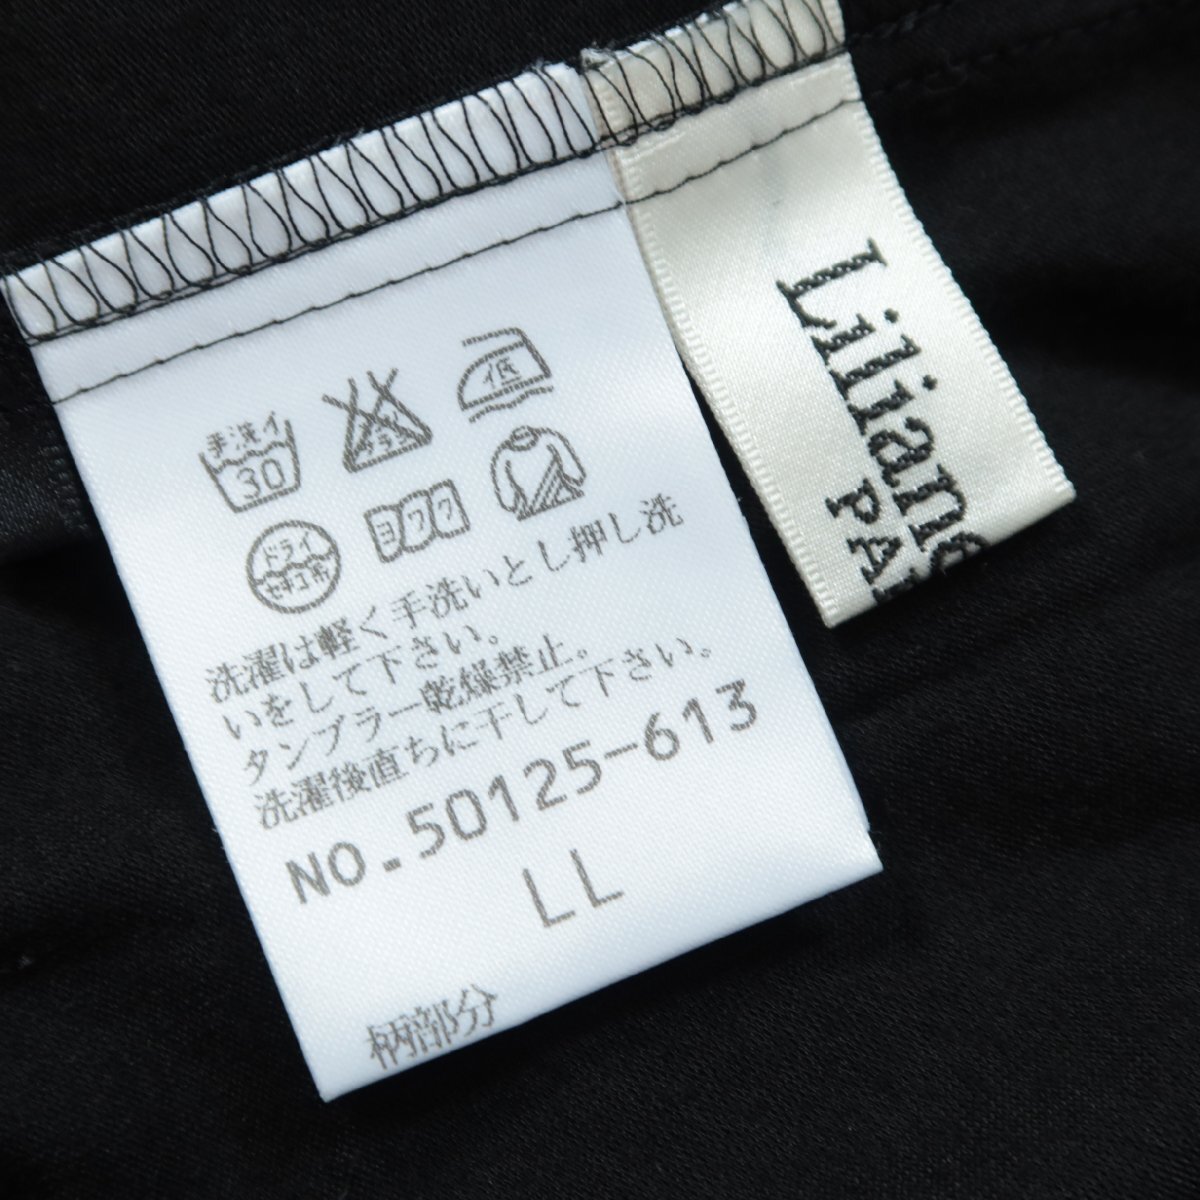 手洗イ
30
低
ドライ
セキユ系
ヨワク
洗濯は軽く手洗いとし押し洗
いをして下さい。
タンブラー乾燥禁止。
洗濯後直ちに干して下さい。
NO.50125-613
LL
柄部分
Liliane